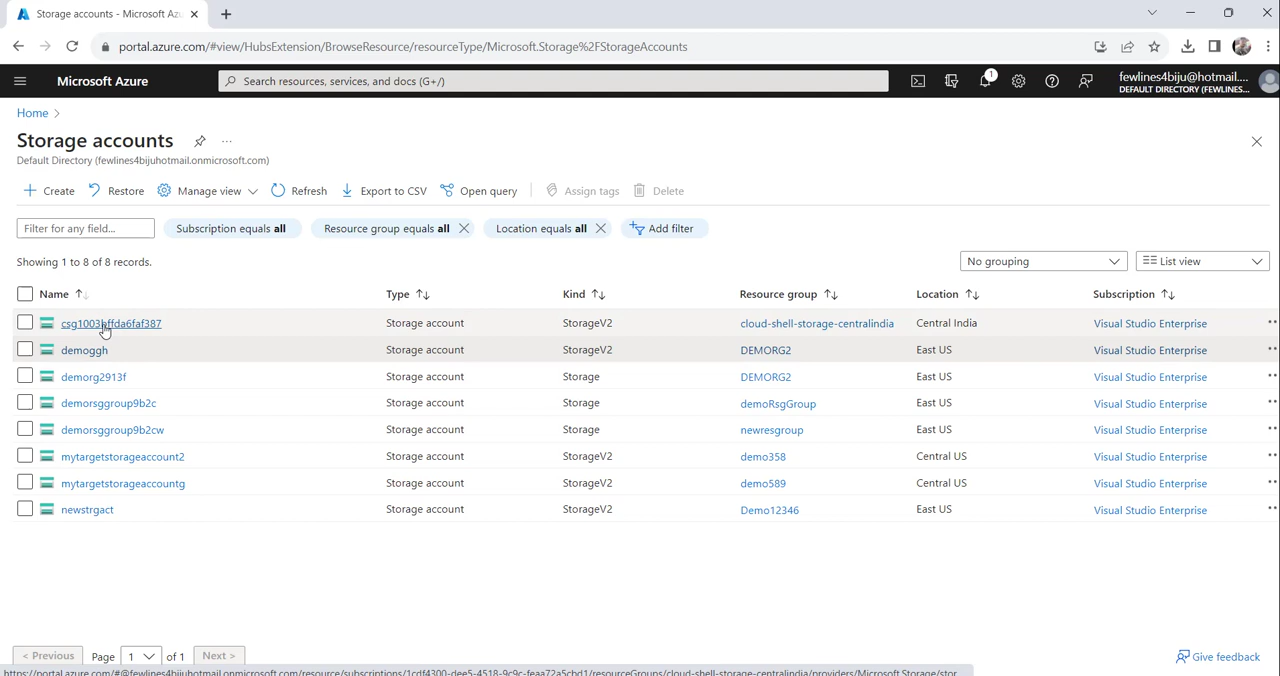 Storage accounts - Microsoft Azu
portal.azure.com/#view/HubsExtension/BrowseResource/resourceType/Microsoft.Storage%2FStorageAccounts
Microsoft Azure
Search resources, services, and docs (G+/)
1
fewlines4biju@hotmail....
DEFAULT DIRECTORY (FEWLINES...
Home >
Storage accounts
Default Directory (fewlines4bijuhotmail.onmicrosoft.com)
Create Restore Manage view Refresh Export to CSV Open query Assign tags Delete
Filter for any field... Subscription equals all Resource group equals all Location equals all Add filter
Showing 1 to 8 of 8 records.
No grouping List view
Name Type Kind Resource group Location Subscription
csg1003bffda6faf387 Storage account StorageV2 cloud-shell-storage-centralindia Central India Visual Studio Enterprise
demoggh Storage account StorageV2 DEMORG2 East US Visual Studio Enterprise
demorg2913f Storage account Storage DEMORG2 East US Visual Studio Enterprise
demorsggroup9b2c Storage account Storage demoRsgGroup East US Visual Studio Enterprise
demorsggroup9b2cw Storage account Storage newresgroup East US Visual Studio Enterprise
mytargetstorageaccount2 Storage account StorageV2 demo358 Central US Visual Studio Enterprise
mytargetstorageaccountg Storage account StorageV2 demo589 Central US Visual Studio Enterprise
newstrgact Storage account StorageV2 Demo12346 East US Visual Studio Enterprise
< Previous Page 1 of 1 Next >
Give feedback